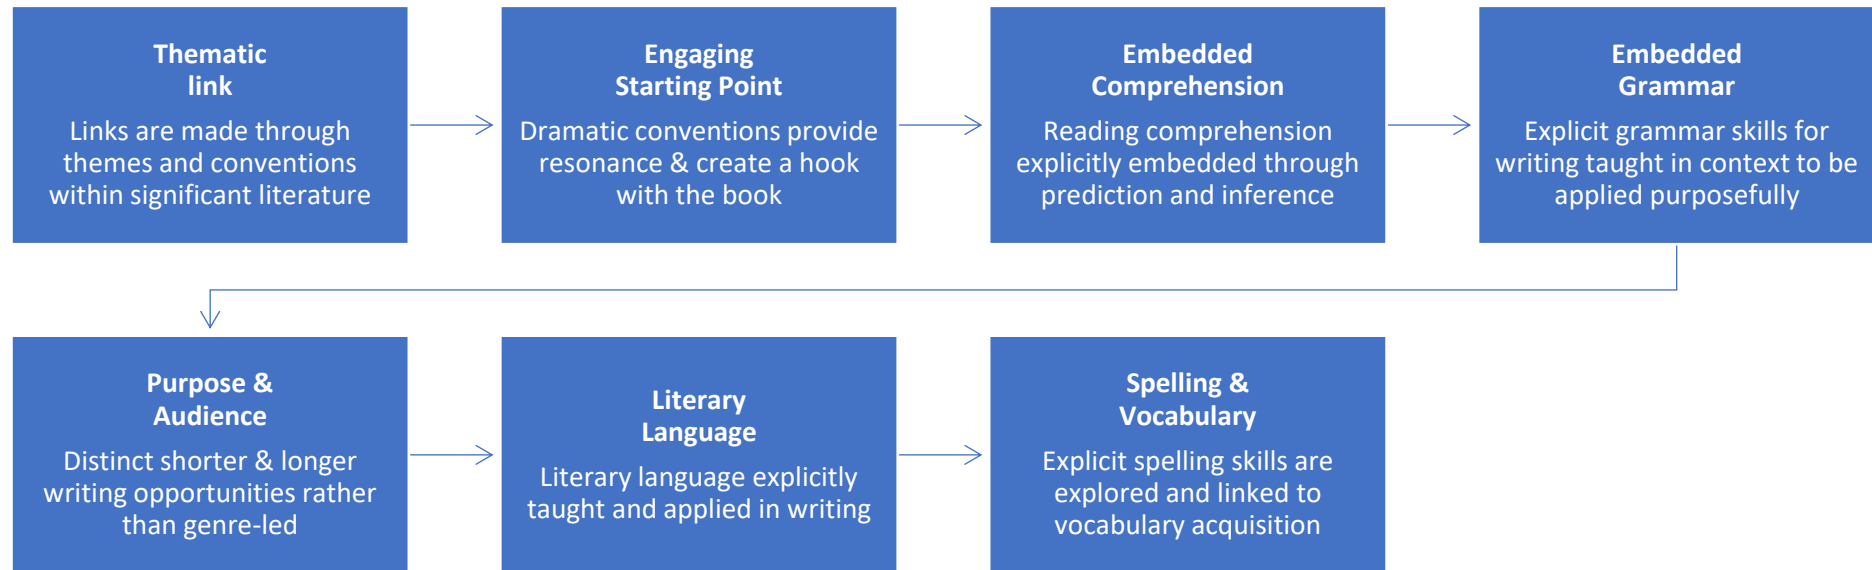 Thematic
link
Links are made through
themes and conventions
within significant literature
Engaging
Starting Point
Dramatic conventions provide
resonance & create a hook
with the book
Embedded
Comprehension
Reading comprehension
explicitly embedded through
prediction and inference
Embedded
Grammar
Explicit grammar skills for
writing taught in context to be
applied purposefully
Purpose &
Audience
Distinct shorter & longer
writing opportunities rather
than genre-led
Literary
Language
Literary language explicitly
taught and applied in writing
Spelling &
Vocabulary
Explicit spelling skills are
explored and linked to
vocabulary acquisition